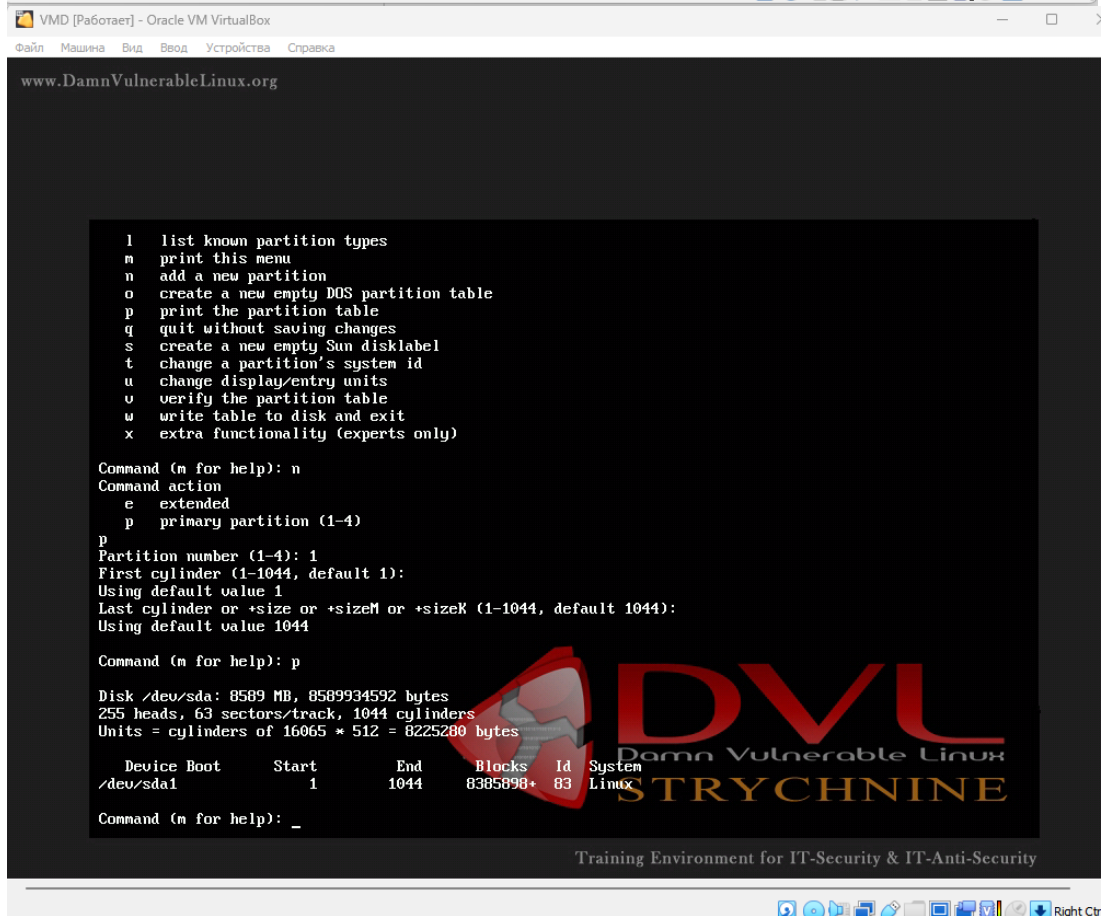 VMD [Работает] - Oracle VM VirtualBox
Файл Машина Вид Ввод Устройства Справка
www.DamnVulnerableLinux.org
l list known partition types
m print this menu
n add a new partition
o create a new empty DOS partition table
p print the partition table
q quit without saving changes
s create a new empty Sun disklabel
t change a partition's system id
u change display/entry units
v verify the partition table
w write table to disk and exit
x extra functionality (experts only)
Command (m for help): n
Command action
e extended
p primary partition (1-4)
p
Partition number (1-4): 1
First cylinder (1-1044, default 1):
Using default value 1
Last cylinder or +size or +sizeM or +sizeK (1-1044, default 1044):
Using default value 1044
Command (m for help): p
Disk /dev/sda: 8589 MB, 8589934592 bytes
255 heads, 63 sectors/track, 1044 cylinders
Units = cylinders of 16065 * 512 = 8225280 bytes
Device Boot Start End Blocks Id System
/dev/sda1 1 1044 8385898+ 83 Linux
Command (m for help): _
DVL
Damn Vulnerable Linux
STRYCHNINE
Training Environment for IT-Security & IT-Anti-Security
Right Ctr